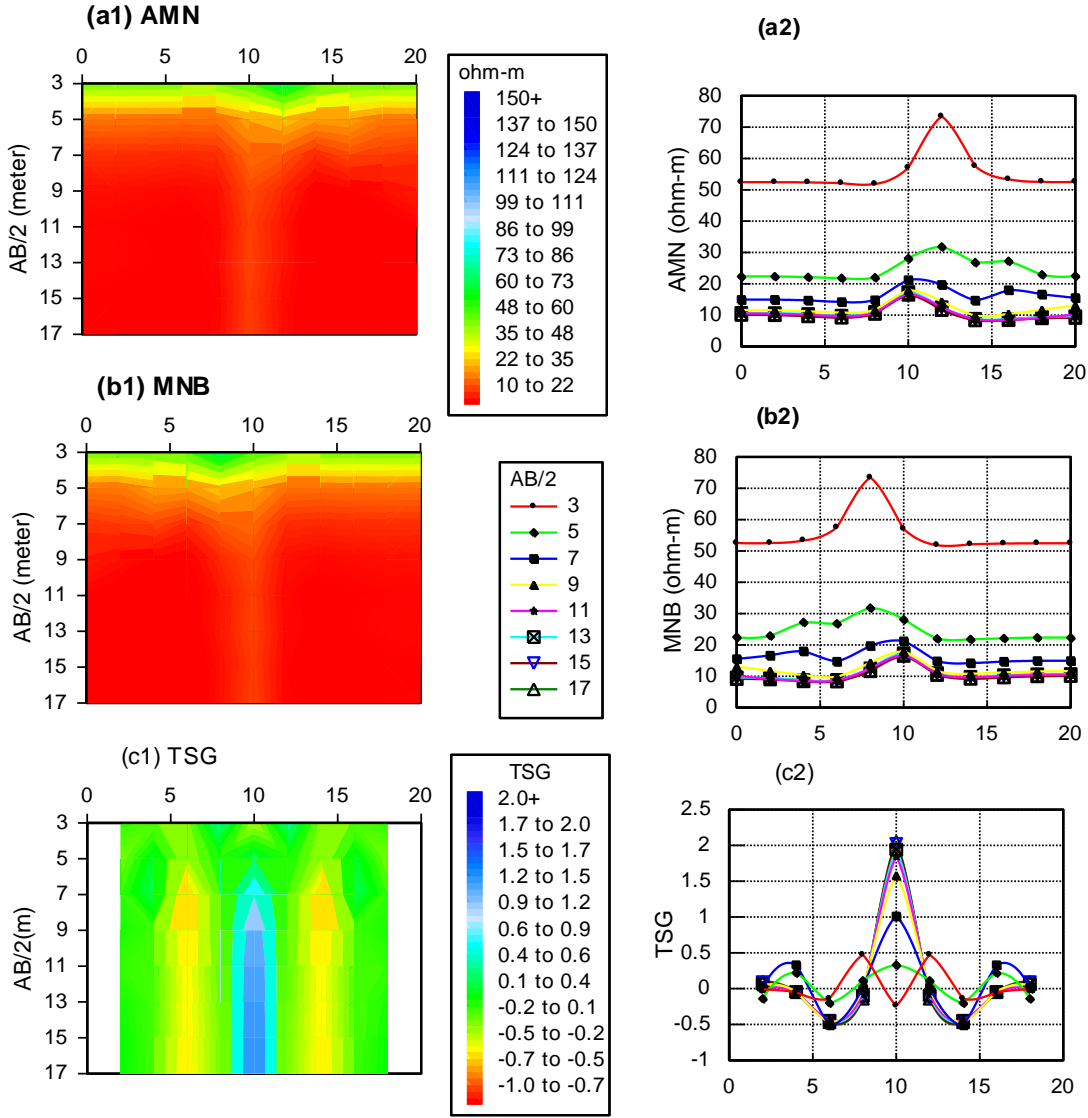 (a1) AMN
0 5 10 15 20
3
5
7
9
11
13
15
17
AB/2 (meter)
ohm-m
150+
137 to 150
124 to 137
111 to 124
99 to 111
86 to 99
73 to 86
60 to 73
48 to 60
35 to 48
22 to 35
10 to 22
(a2)
80
70
60
50
40
30
20
10
0
AMN (ohm-m)
0 5 10 15 20
(b1) MNB
0 5 10 15 20
3
5
7
9
11
13
15
17
AB/2 (meter)
AB/2
3
5
7
9
11
13
15
17
(b2)
80
70
60
50
40
30
20
10
0
MNB (ohm-m)
0 5 10 15 20
(c1) TSG
0 5 10 15 20
3
5
7
9
11
13
15
17
AB/2(m)
TSG
2.0+
1.7 to 2.0
1.5 to 1.7
1.2 to 1.5
0.9 to 1.2
0.6 to 0.9
0.4 to 0.6
0.1 to 0.4
-0.2 to 0.1
-0.5 to -0.2
-0.7 to -0.5
-1.0 to -0.7
(c2)
2.5
2
1.5
1
0.5
0
-0.5
-1
TSG
0 5 10 15 20